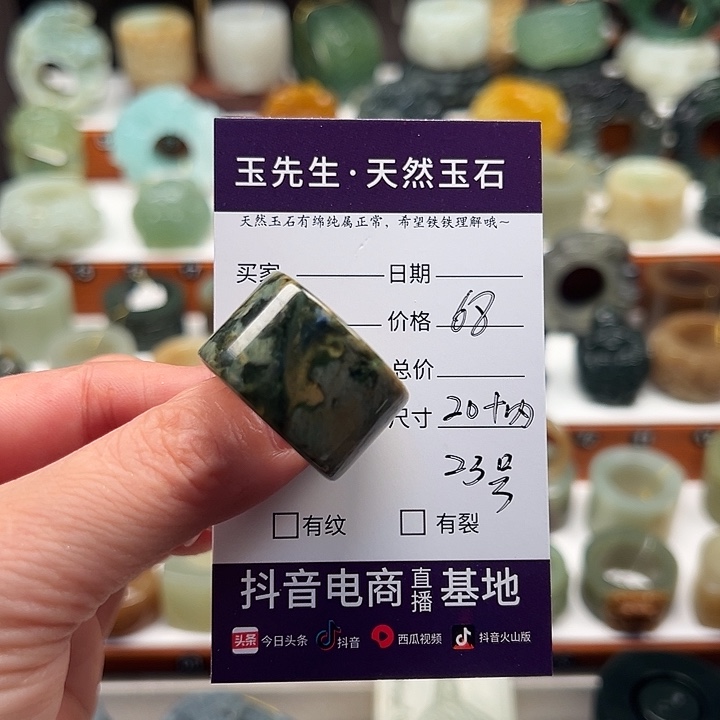 玉先生·天然玉石
天然玉石有绵纯属正常，希望铁铁理解哦~
买家 日期
价格 68
总价
尺寸 20+内
23号
有纹 有裂
抖音电商直播基地
头条 今日头条 抖音 西瓜视频 抖音火山版